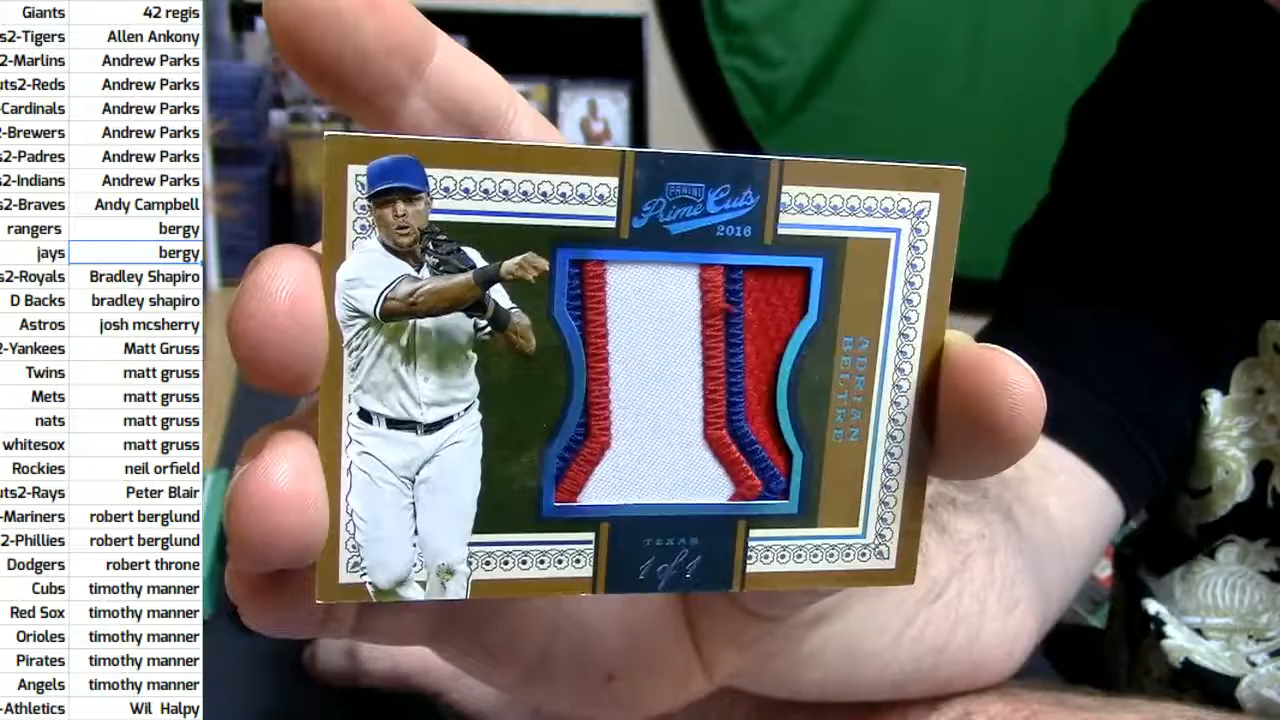 Giants 42 regis
s2-Tigers Allen Ankony
2-Marlins Andrew Parks
uts2-Reds Andrew Parks
-Cardinals Andrew Parks
2-Brewers Andrew Parks
s2-Padres Andrew Parks
s2-Indians Andrew Parks
s2-Braves Andy Campbell
rangers bergy
jays bergy
s2-Royals Bradley Shapiro
D Backs bradley shapiro
Astros josh mcsherry
2-Yankees Matt Gruss
Twins matt gruss
Mets matt gruss
nats matt gruss
whitesox matt gruss
Rockies neil orfield
uts2-Rays Peter Blair
-Mariners robert berglund
2-Phillies robert berglund
Dodgers robert throne
Cubs timothy manner
Red Sox timothy manner
Orioles timothy manner
Pirates timothy manner
Angels timothy manner
-Athletics Wil Halpy
PANINI
Prime Cuts
2016
ADRIAN
BELTRE
TEXAS
1 of 1